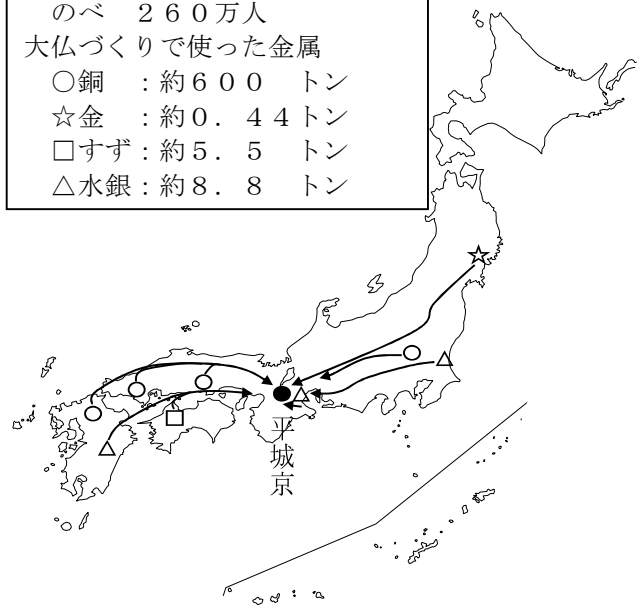 のべ　２６０万人
大仏づくりで使った金属
○銅　：約６００　トン
☆金　：約０．４４トン
□すず：約５．５　トン
△水銀：約８．８　トン
平城京